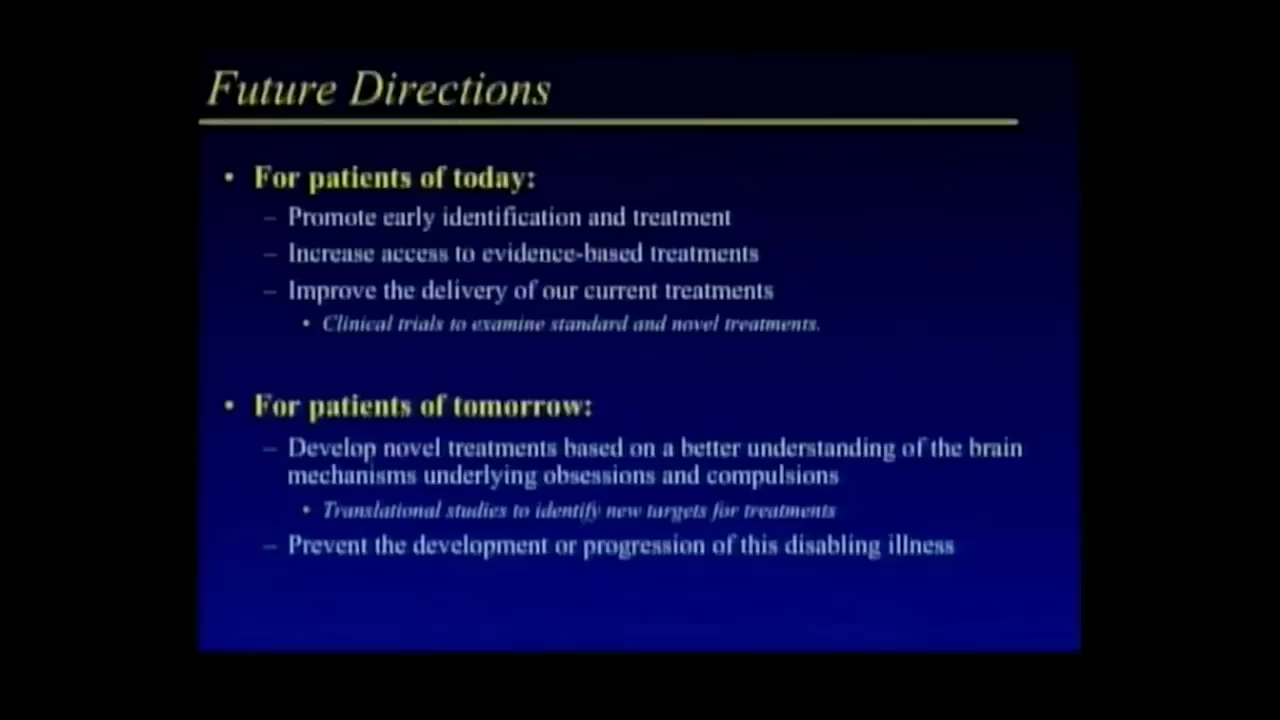 Future Directions
• For patients of today:
– Promote early identification and treatment
– Increase access to evidence-based treatments
– Improve the delivery of our current treatments
• Clinical trials to examine standard and novel treatments.
• For patients of tomorrow:
– Develop novel treatments based on a better understanding of the brain
mechanisms underlying obsessions and compulsions
• Translational studies to identify new targets for treatments
– Prevent the development or progression of this disabling illness